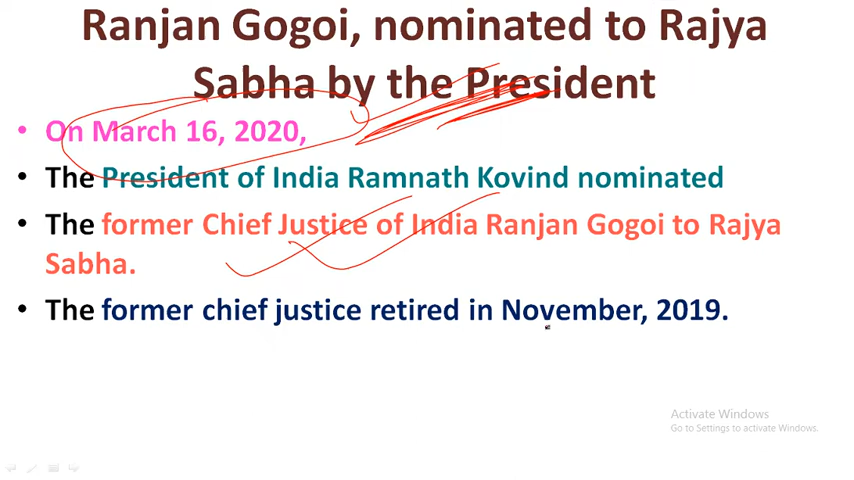 Ranjan Gogoi, nominated to Rajya
Sabha by the President
• On March 16, 2020,
• The President of India Ramnath Kovind nominated
• The former Chief Justice of India Ranjan Gogoi to Rajya
Sabha.
• The former chief justice retired in November, 2019.
Activate Windows
Go to Settings to activate Windows.